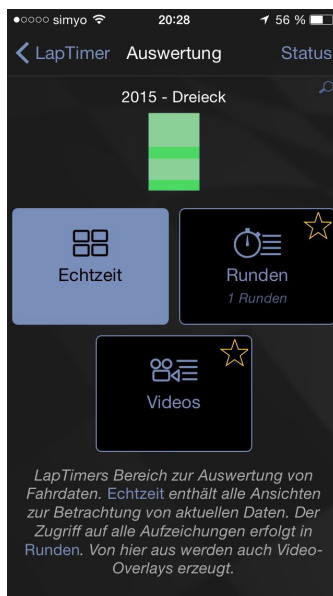 simyo 20:28 56 %
LapTimer Auswertung Status
2015 - Dreieck
Echtzeit
Runden
1 Runden
Videos
LapTimers Bereich zur Auswertung von
Fahrdaten. Echtzeit enthält alle Ansichten
zur Betrachtung von aktuellen Daten. Der
Zugriff auf alle Aufzeichungen erfolgt in
Runden. Von hier aus werden auch Video-
Overlays erzeugt.